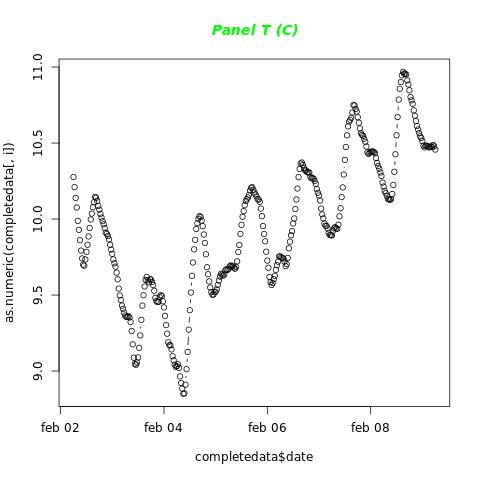 Panel T (C)
11.0
10.5
10.0
9.5
9.0
as.numeric(completedata[, i])
feb 02 feb 04 feb 06 feb 08
completedata$date